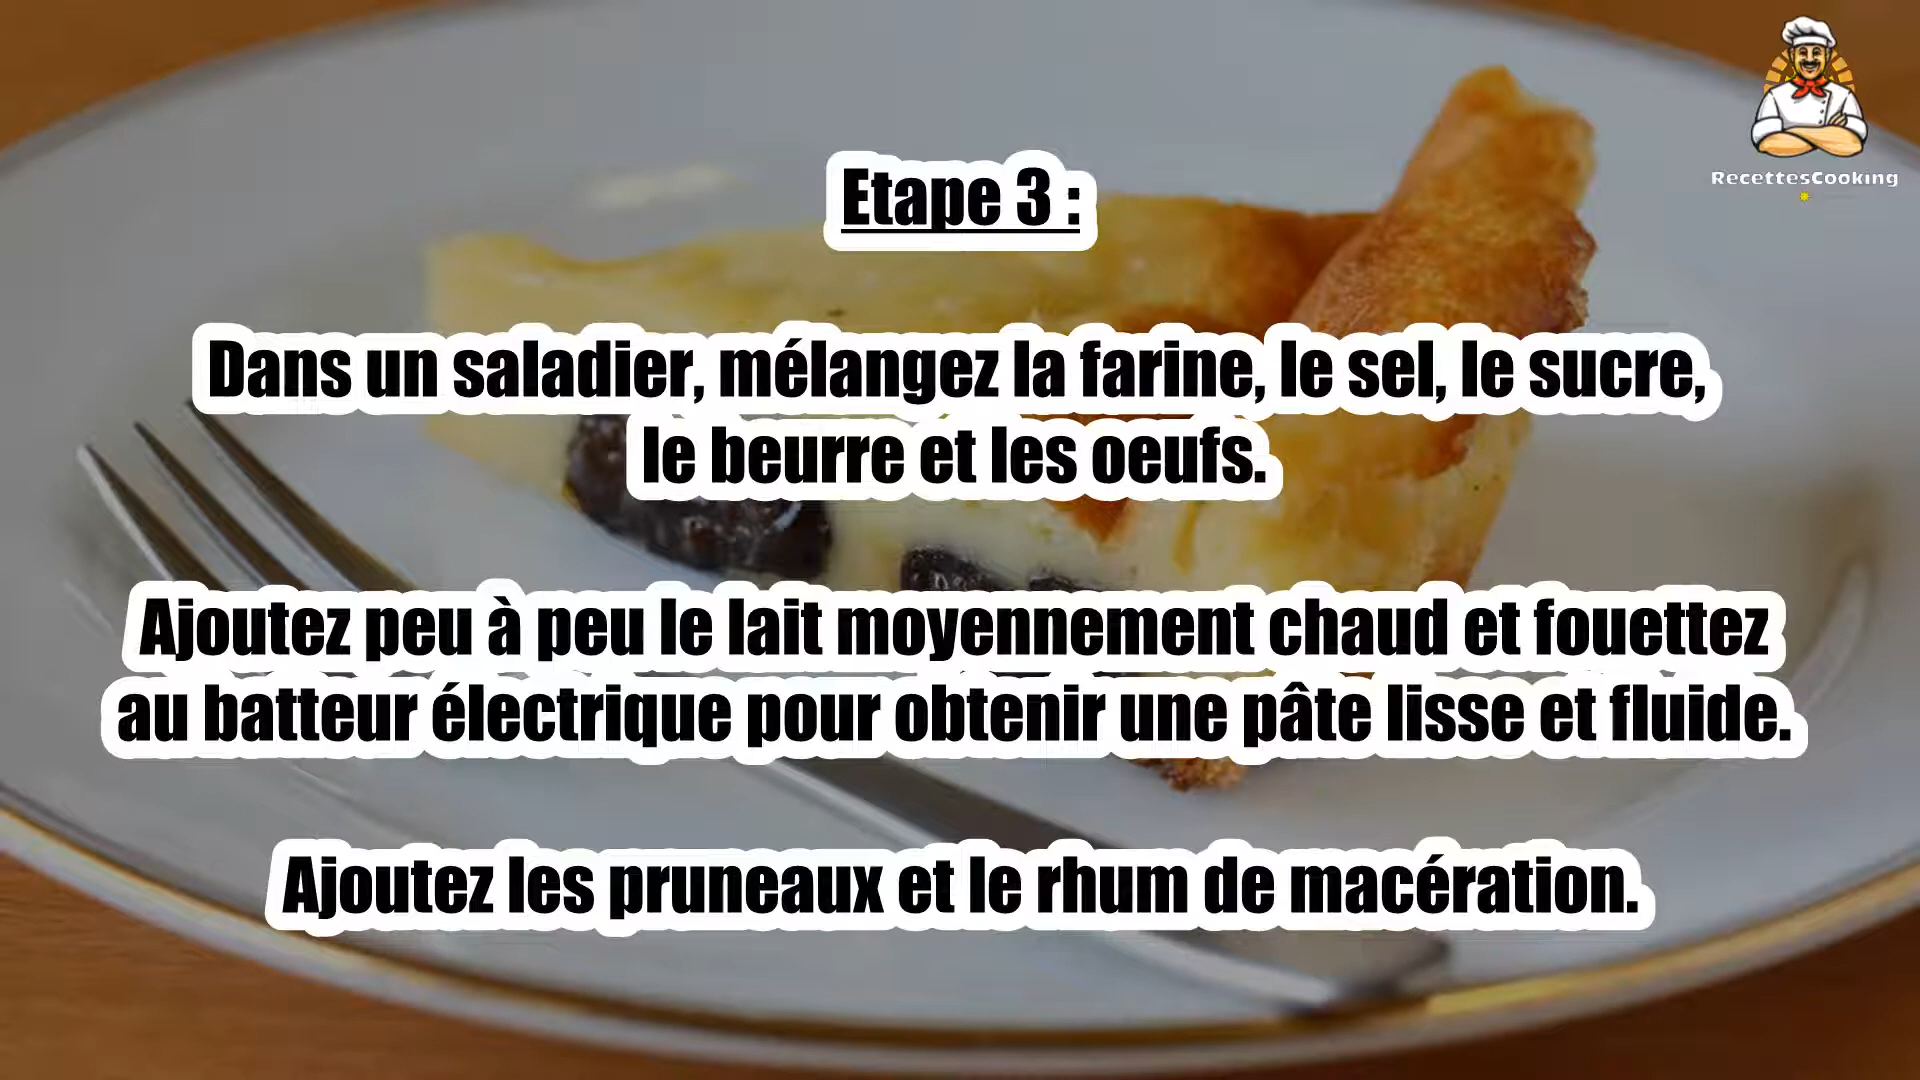 RecettesCooking
Etape 3 :
Dans un saladier, mélangez la farine, le sel, le sucre,
le beurre et les oeufs.
Ajoutez peu à peu le lait moyennement chaud et fouettez
au batteur électrique pour obtenir une pâte lisse et fluide.
Ajoutez les pruneaux et le rhum de macération.